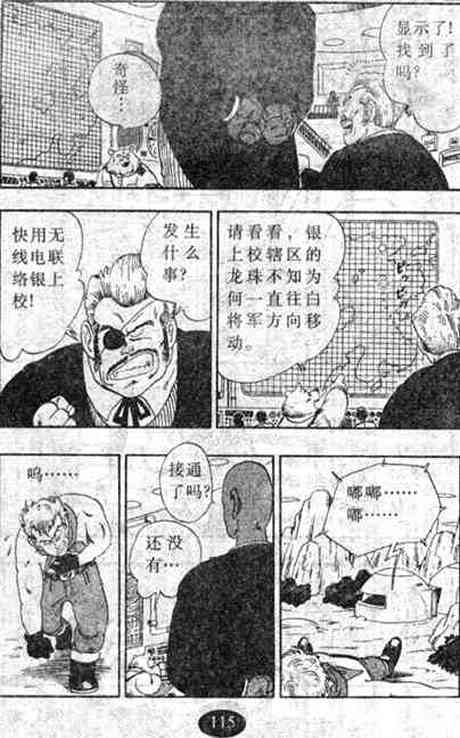 显示了!
找到了
吗?
奇
怪
…
请看看，银
上校辖区的
龙珠不知为
何一直往白
将军方向移
动。
发生
什么
事?
快用无
线电联
络银上
校!
嘟嘟……
嘟……
接通
了吗?
还没
有…
呜……
115